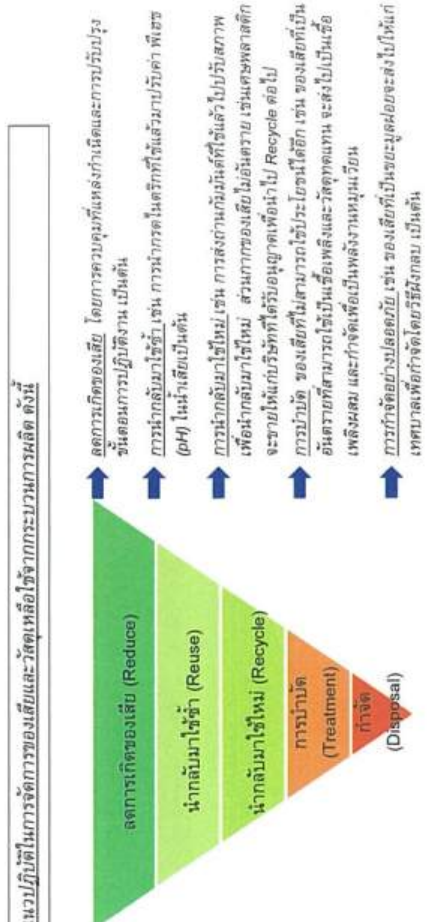 นวปฏิบัติในการจัดการของเสียและวัสดุเหลือใช้จากกระบวนการผลิต ดังนี้
ลดการเกิดของเสีย (Reduce)
นำกลับมาใช้ซ้ำ (Reuse)
นำกลับมาใช้ใหม่ (Recycle)
การบำบัด
(Treatment)
กำจัด
(Disposal)
ลดการเกิดของเสีย โดยการควบคุมที่แหล่งกำเนิดและการปรับปรุง
ขั้นตอนการปฏิบัติงาน เป็นต้น
การนำกลับมาใช้ซ้ำ เช่น การนำกรดไนตริกที่ใช้แล้วมาปรับค่า พีเอช
(pH) ในน้ำเสียเป็นต้น
การนำกลับมาใช้ใหม่ เช่น การส่งถ่านกัมมันต์ที่ใช้แล้วไปปรับสภาพ
เพื่อนำกลับมาใช้ใหม่ ส่วนกากของเสียไม่อันตราย เช่นเศษพลาสติก
จะขายให้แก่บริษัทที่ได้รับอนุญาตเพื่อนำไป Recycle ต่อไป
การบำบัด ของเสียที่ไม่สามารถใช้ประโยชน์ได้อีก เช่น ของเสียที่เป็น
อันตรายที่สามารถใช้เป็นเชื้อเพลิงและวัสดุทดแทน จะส่งไปเป็นเชื้อ
เพลิงผสม และกำจัดเพื่อเป็นพลังงานหมุนเวียน
การกำจัดอย่างปลอดภัย เช่น ของเสียที่เป็นขยะมูลฝอยจะส่งไปให้แก่
เทศบาลเพื่อกำจัดโดยวิธีฝังกลบ เป็นต้น